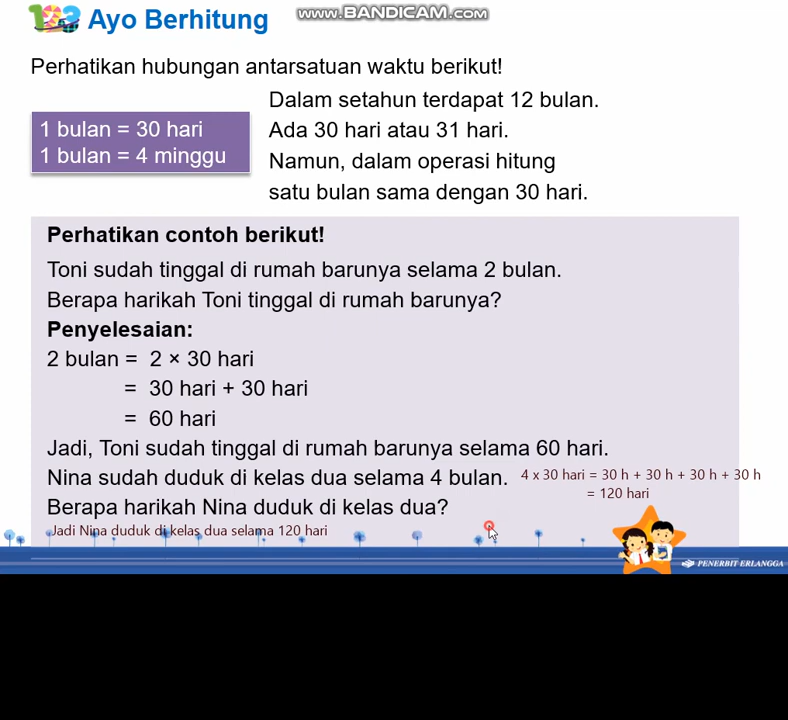 123 Ayo Berhitung
www.BANDICAM.com
Perhatikan hubungan antarsatuan waktu berikut!
1 bulan = 30 hari
1 bulan = 4 minggu
Dalam setahun terdapat 12 bulan.
Ada 30 hari atau 31 hari.
Namun, dalam operasi hitung
satu bulan sama dengan 30 hari.
Perhatikan contoh berikut!
Toni sudah tinggal di rumah barunya selama 2 bulan.
Berapa harikah Toni tinggal di rumah barunya?
Penyelesaian:
2 bulan = 2 × 30 hari
= 30 hari + 30 hari
= 60 hari
Jadi, Toni sudah tinggal di rumah barunya selama 60 hari.
Nina sudah duduk di kelas dua selama 4 bulan.
4 x 30 hari = 30 h + 30 h + 30 h + 30 h
= 120 hari
Berapa harikah Nina duduk di kelas dua?
Jadi Nina duduk di kelas dua selama 120 hari
PENERBIT ERLANGGA